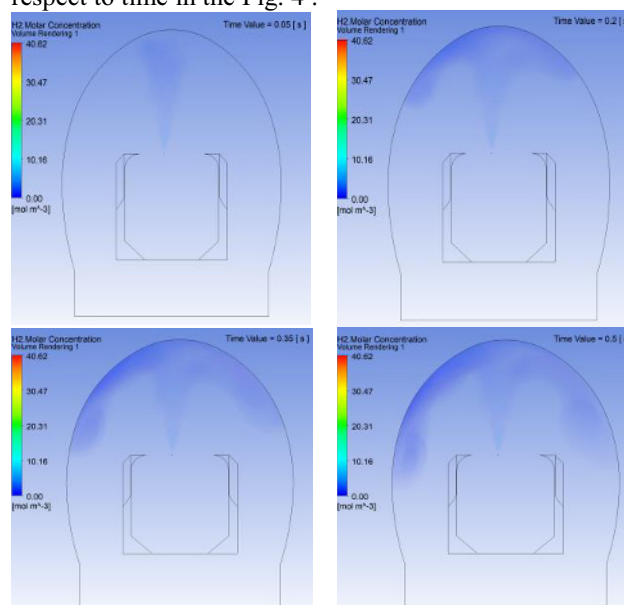 respect to time in the Fig. 4 .
H2.Molar Concentration
Volume Rendering 1
Time Value = 0.05 [ s ]
40.62
30.47
20.31
10.16
0.00
[mol m^-3]
H2.Molar Concentration
Volume Rendering 1
Time Value = 0.2 [
40.62
30.47
20.31
10.16
0.00
[mol m^-3]
H2.Molar Concentration
Volume Rendering 1
Time Value = 0.35 [ s ]
40.62
30.47
20.31
10.16
0.00
[mol m^-3]
H2.Molar Concentration
Volume Rendering 1
Time Value = 0.5 [ s
40.62
30.47
20.31
10.16
0.00
[mol m^-3]